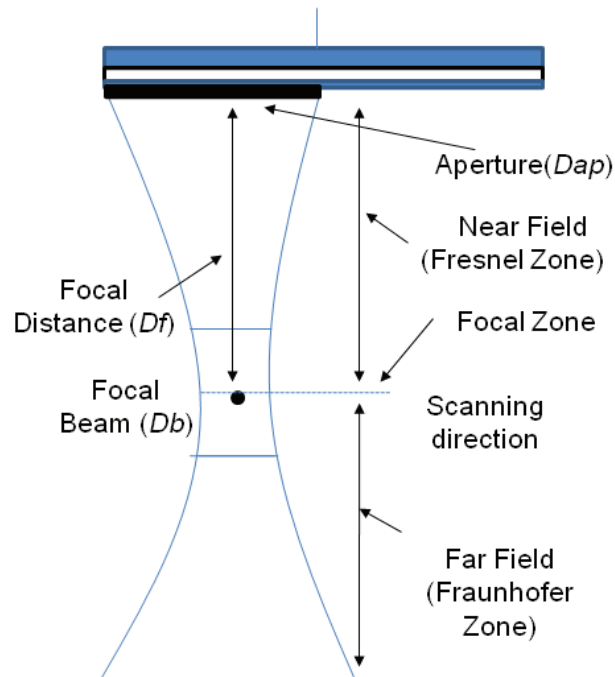 Aperture(Dap)
Near Field
(Fresnel Zone)
Focal
Distance (Df)
Focal Zone
Focal
Beam (Db)
Scanning
direction
Far Field
(Fraunhofer
Zone)